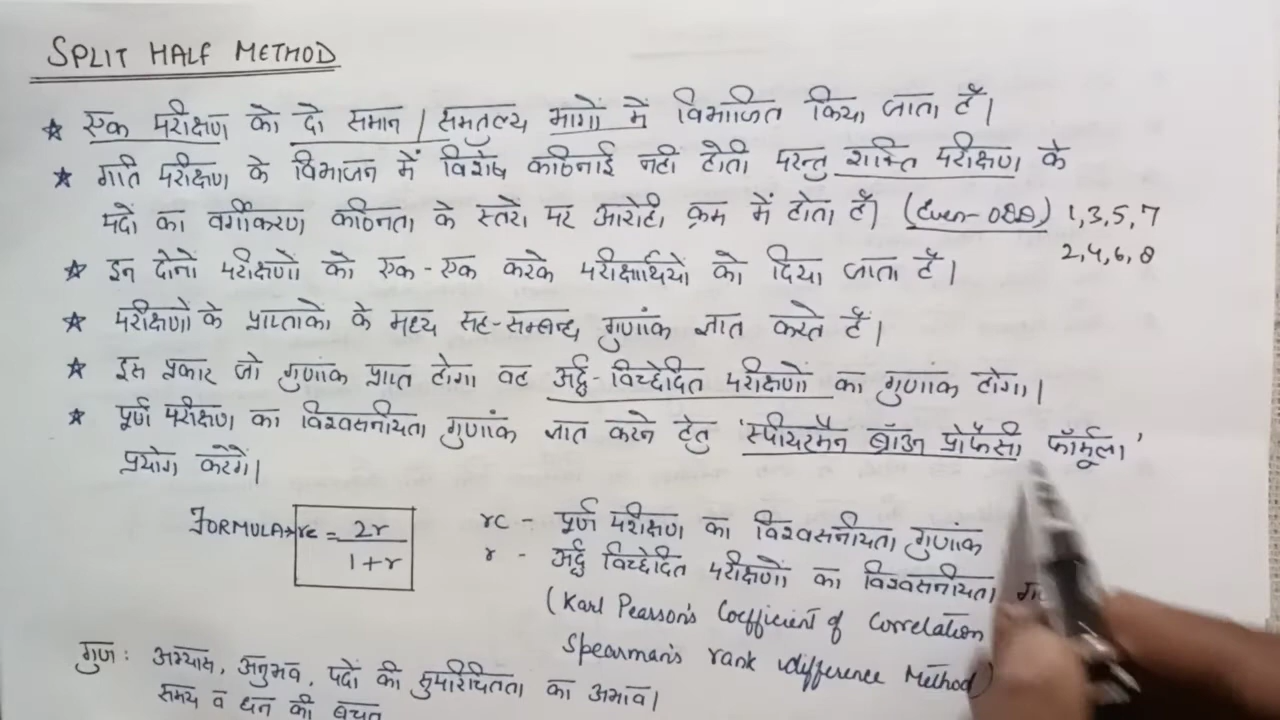 SPLIT HALF METHOD
★ एक परीक्षण को दो समान / समतुल्य भागों में विभाजित किया जाता है।
★ गति परीक्षण के विभाजन में विशेष कठिनाई नहीं होती परन्तु शक्ति परीक्षण के
पदों का वर्गीकरण कठिनता के स्तरों पर आरोही क्रम में होता है। (Even-ODD) 1,3,5,7
2,4,6,8
★ इन दोनों परीक्षणों को एक-एक करके परीक्षार्थियों को दिया जाता है।
★ परीक्षणों के प्राप्तांकों के मध्य सह-सम्बन्ध गुणांक ज्ञात करते हैं।
★ इस प्रकार जो गुणांक प्राप्त होगा वह अर्द्ध-विच्छेदित परीक्षणों का गुणांक होगा।
★ पूर्ण परीक्षण का विश्वसनीयता गुणांक ज्ञात करने हेतु 'स्पीयरमैन ब्रॉउन प्रोफैसी फॉर्मूला'
प्रयोग करेगें।
FORMULA→ rc = 2r / 1+r
rc - पूर्ण परीक्षण का विश्वसनीयता गुणांक
r - अर्द्ध विच्छेदित परीक्षणों का विश्वसनीयता
(Karl Pearson's Coefficient of Correlation
Spearman's rank difference Method)
गुण: अभ्यास, अनुभव, पदों की सुपरिचितता का अभाव।
समय व धन की बचत